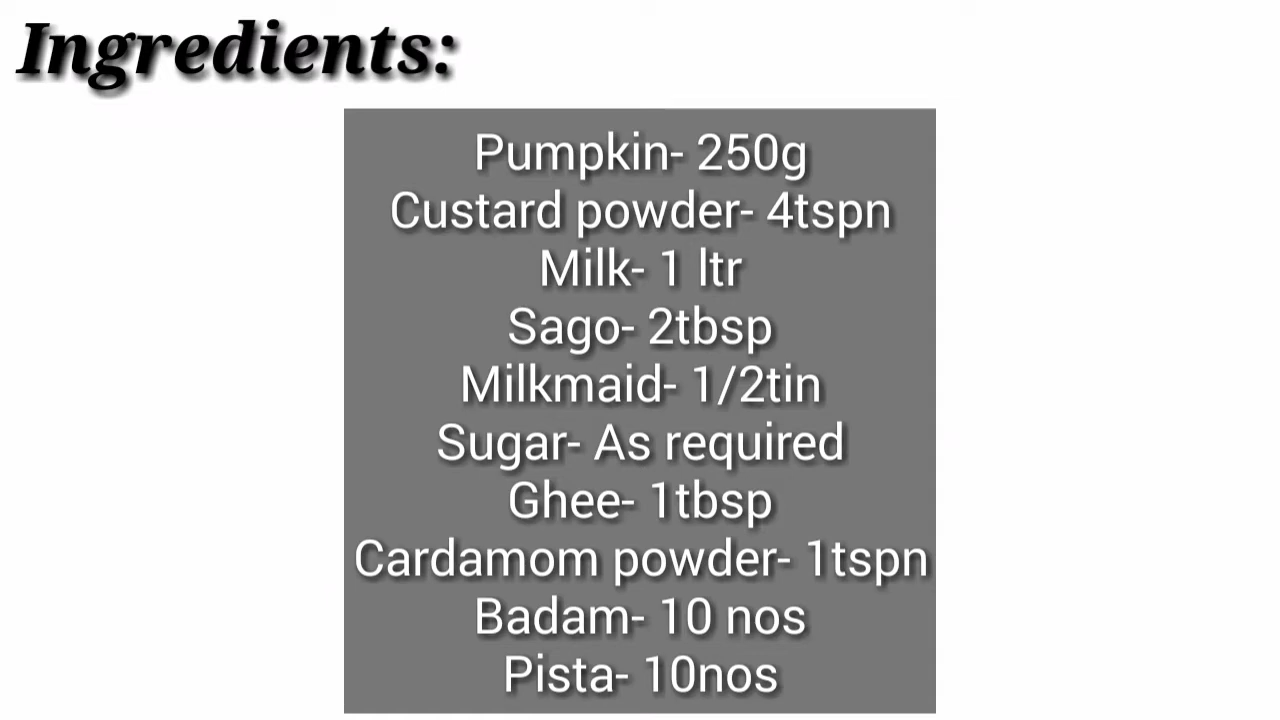 Ingredients:
Pumpkin- 250g
Custard powder- 4tspn
Milk- 1 ltr
Sago- 2tbsp
Milkmaid- 1/2tin
Sugar- As required
Ghee- 1tbsp
Cardamom powder- 1tspn
Badam- 10 nos
Pista- 10nos